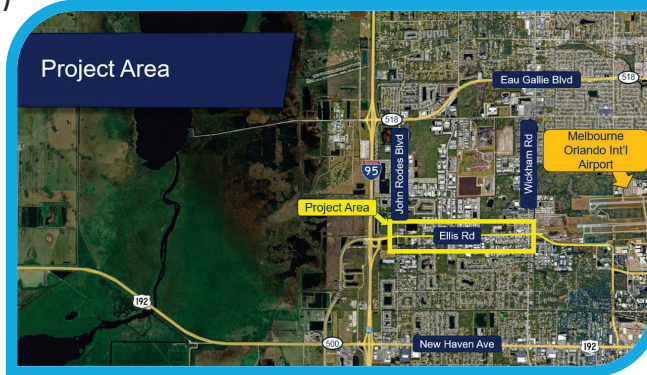 )
Project Area
Eau Gallie Blvd
518
518
John Rodes Blvd
Wickham Rd
Melbourne
Orlando Int'l
Airport
95
Project Area
Ellis Rd
192
500
New Haven Ave
192